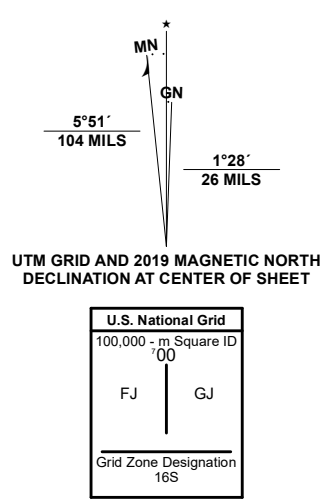 ★
MN
GN
5°51´
104 MILS
1°28´
26 MILS
UTM GRID AND 2019 MAGNETIC NORTH
DECLINATION AT CENTER OF SHEET
U.S. National Grid
100,000 - m Square ID
⁷00
FJ GJ
Grid Zone Designation
16S